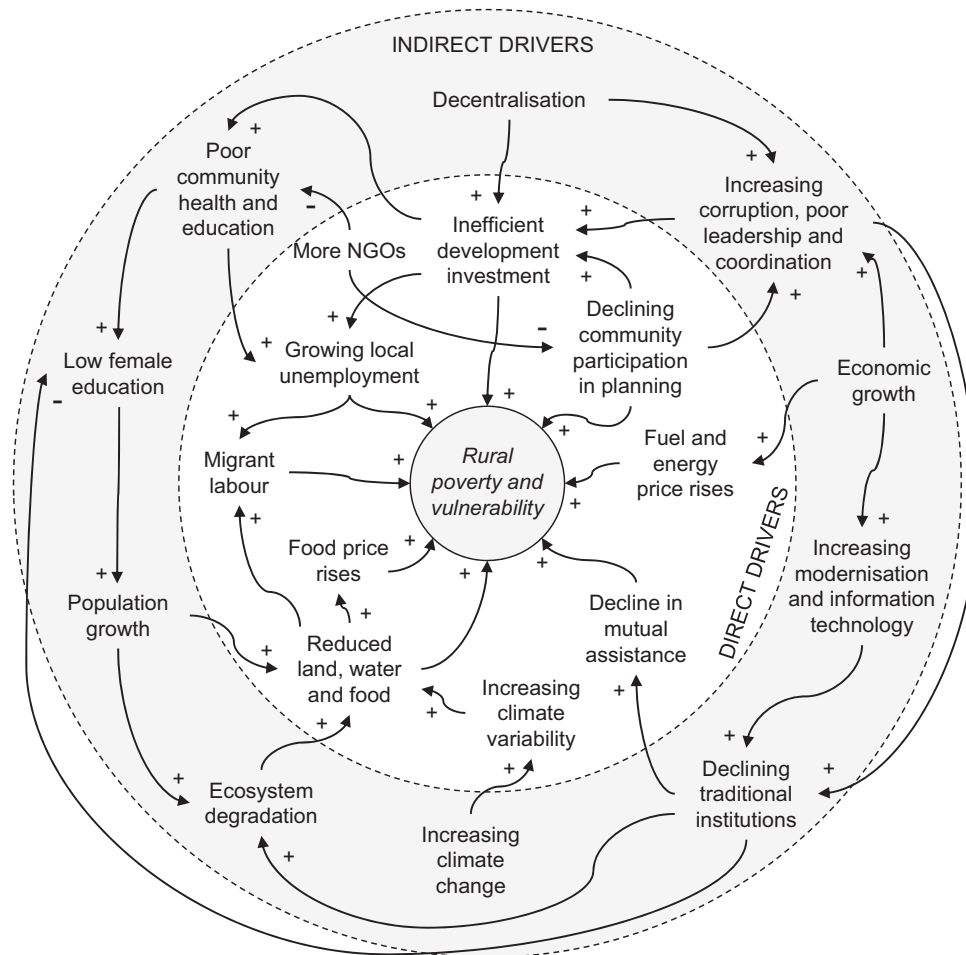 INDIRECT DRIVERS
Decentralisation
+
+
Poor
community
health and
education
-
+
Increasing
corruption, poor
leadership and
coordination
+
+
+
Inefficient
development
investment
+
+
More NGOs
+
Growing local
unemployment
+
-
Declining
community
participation
in planning
+
Low female
education
-
Economic
growth
+
Migrant
labour
+
+
+
+
+
Rural
poverty and
vulnerability
+
+
+
Fuel and
energy
price rises
+
DIRECT DRIVERS
+
Increasing
modernisation
and information
technology
Food price
rises
+
+
+
Population
growth
+
+
Reduced
land, water
and food
+
Decline in
mutual
assistance
+
Increasing
climate
variability
+
+
+
Ecosystem
degradation
+
+
Increasing
climate
change
+
+
Declining
traditional
institutions